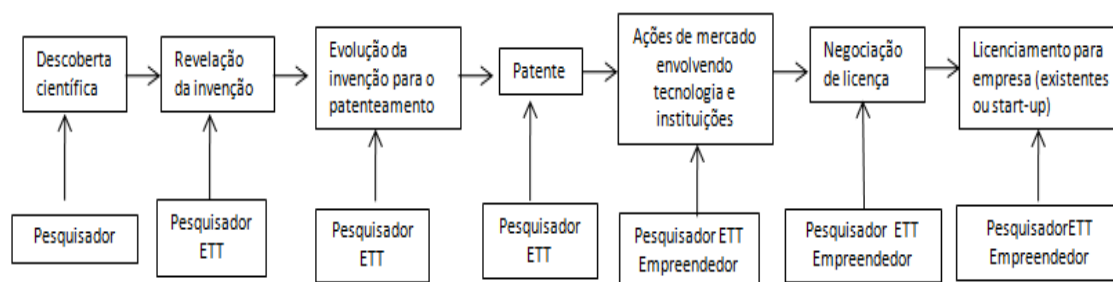 Descoberta
científica
Revelação
da invenção
Evolução da
invenção para o
patenteamento
Patente
Ações de mercado
envolvendo
tecnologia e
instituições
Negociação
de licença
Licenciamento para
empresa (existentes
ou start-up)
Pesquisador
Pesquisador
ETT
Pesquisador
ETT
Pesquisador
ETT
Pesquisador ETT
Empreendedor
Pesquisador ETT
Empreendedor
PesquisadorETT
Empreendedor